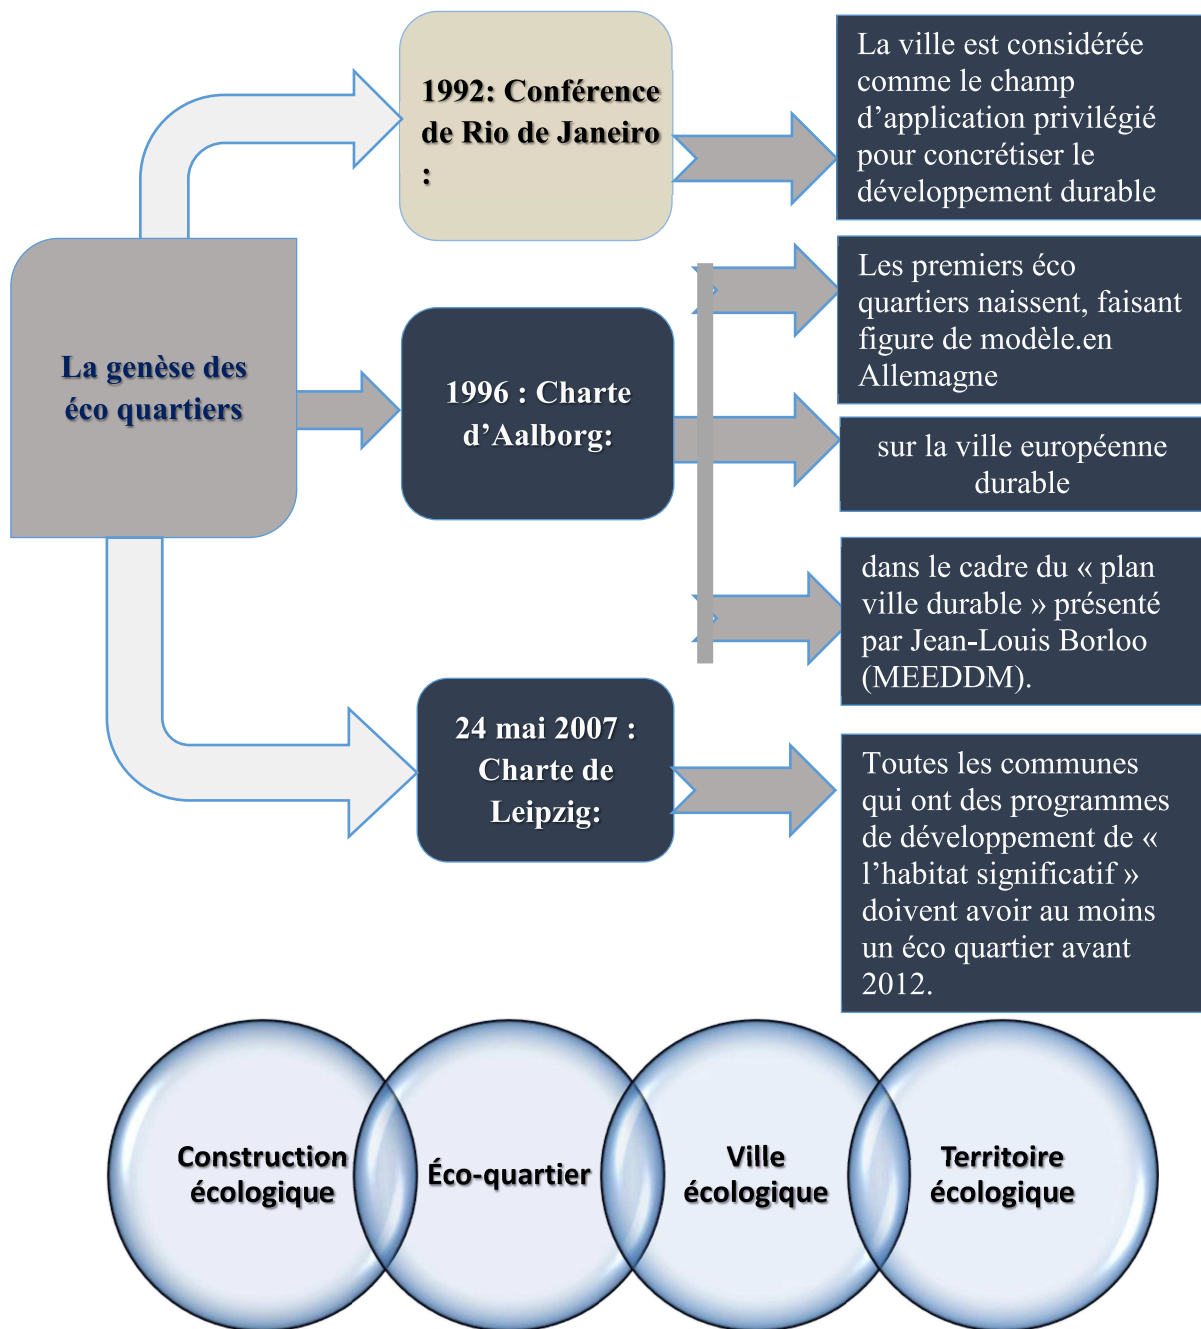 La genèse des
éco quartiers
1992: Conférence
de Rio de Janeiro
:
La ville est considérée
comme le champ
d’application privilégié
pour concrétiser le
développement durable
1996 : Charte
d’Aalborg:
Les premiers éco
quartiers naissent, faisant
figure de modèle.en
Allemagne
sur la ville européenne
durable
dans le cadre du « plan
ville durable » présenté
par Jean-Louis Borloo
(MEEDDM).
24 mai 2007 :
Charte de
Leipzig:
Toutes les communes
qui ont des programmes
de développement de «
l’habitat significatif »
doivent avoir au moins
un éco quartier avant
2012.
Construction
écologique
Éco-quartier
Ville
écologique
Territoire
écologique